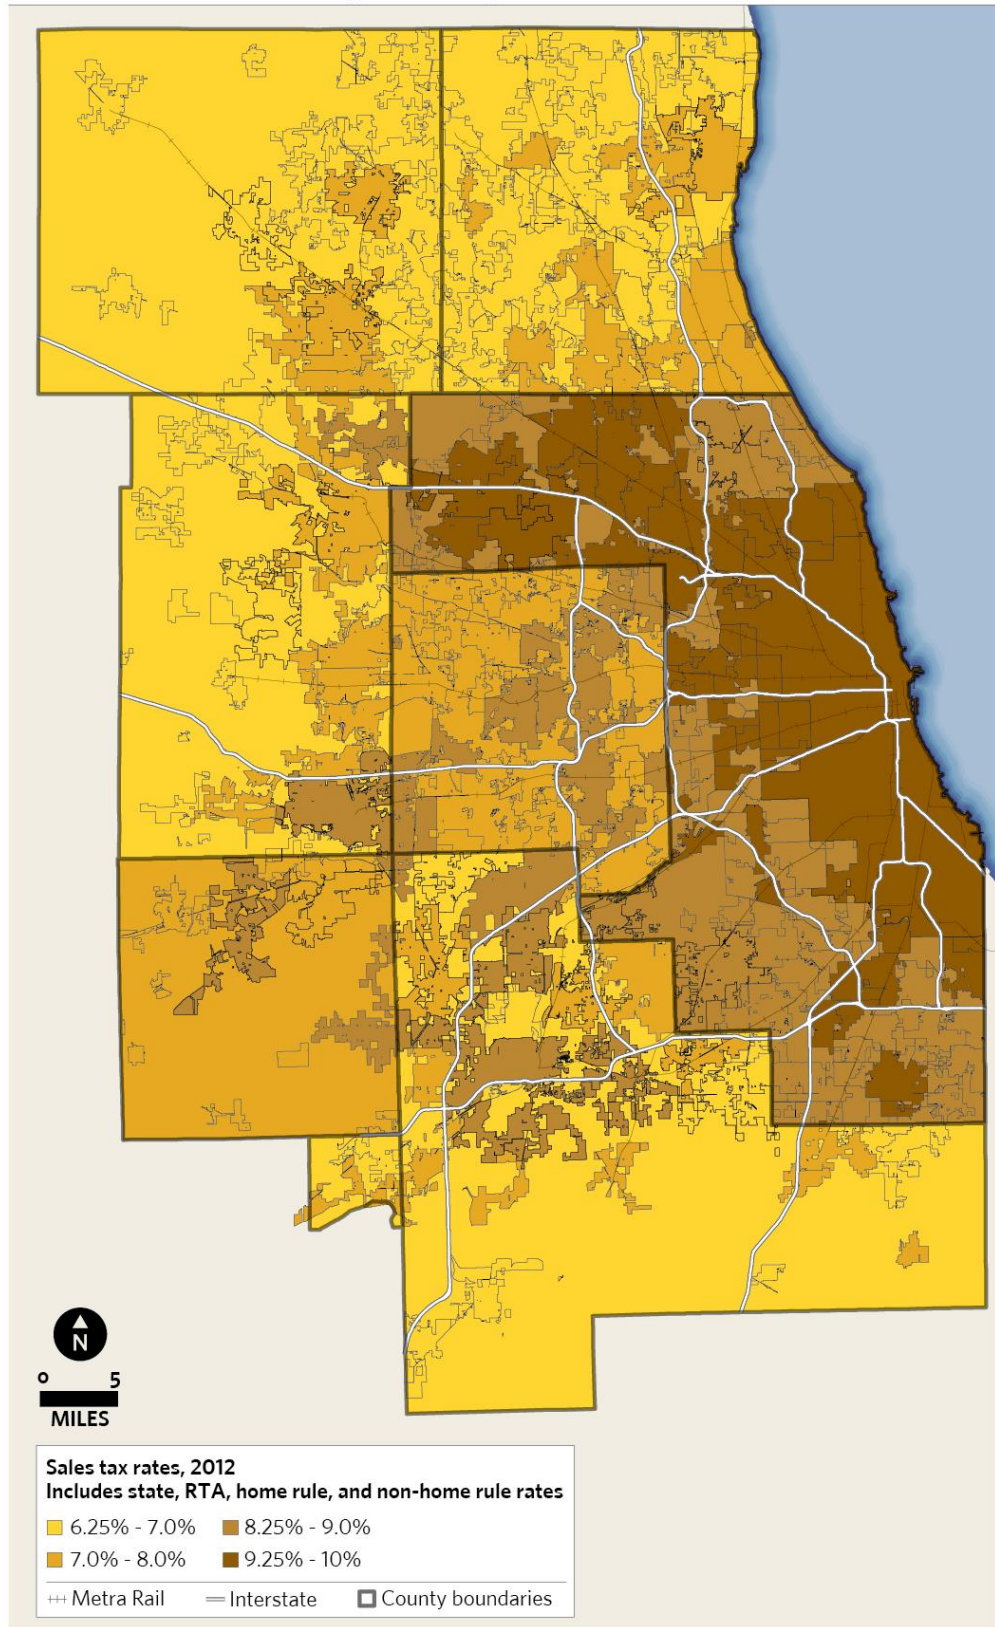 N
0 5
MILES
Sales tax rates, 2012
Includes state, RTA, home rule, and non-home rule rates
6.25% - 7.0% 8.25% - 9.0%
7.0% - 8.0% 9.25% - 10%
Metra Rail Interstate County boundaries